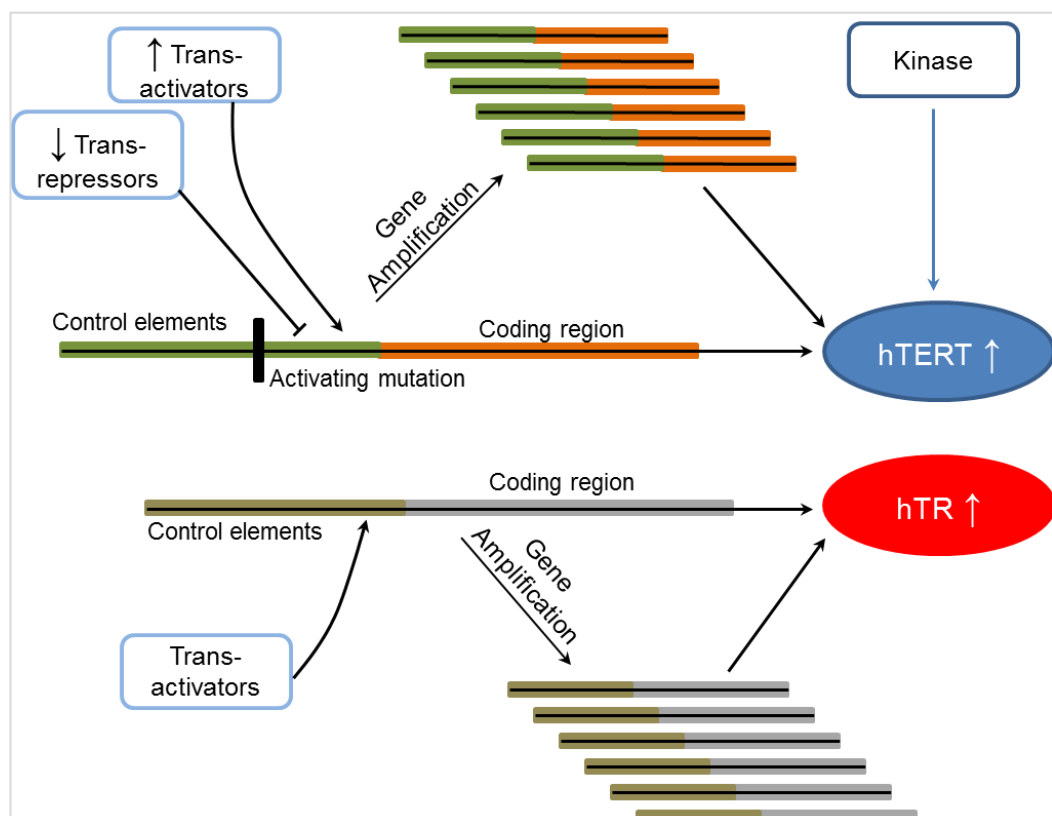 ↑ Trans-
activators
↓ Trans-
repressors
Kinase
Gene
Amplification
Control elements
Coding region
Activating mutation
hTERT ↑
Coding region
Control elements
hTR ↑
Gene
Amplification
Trans-
activators